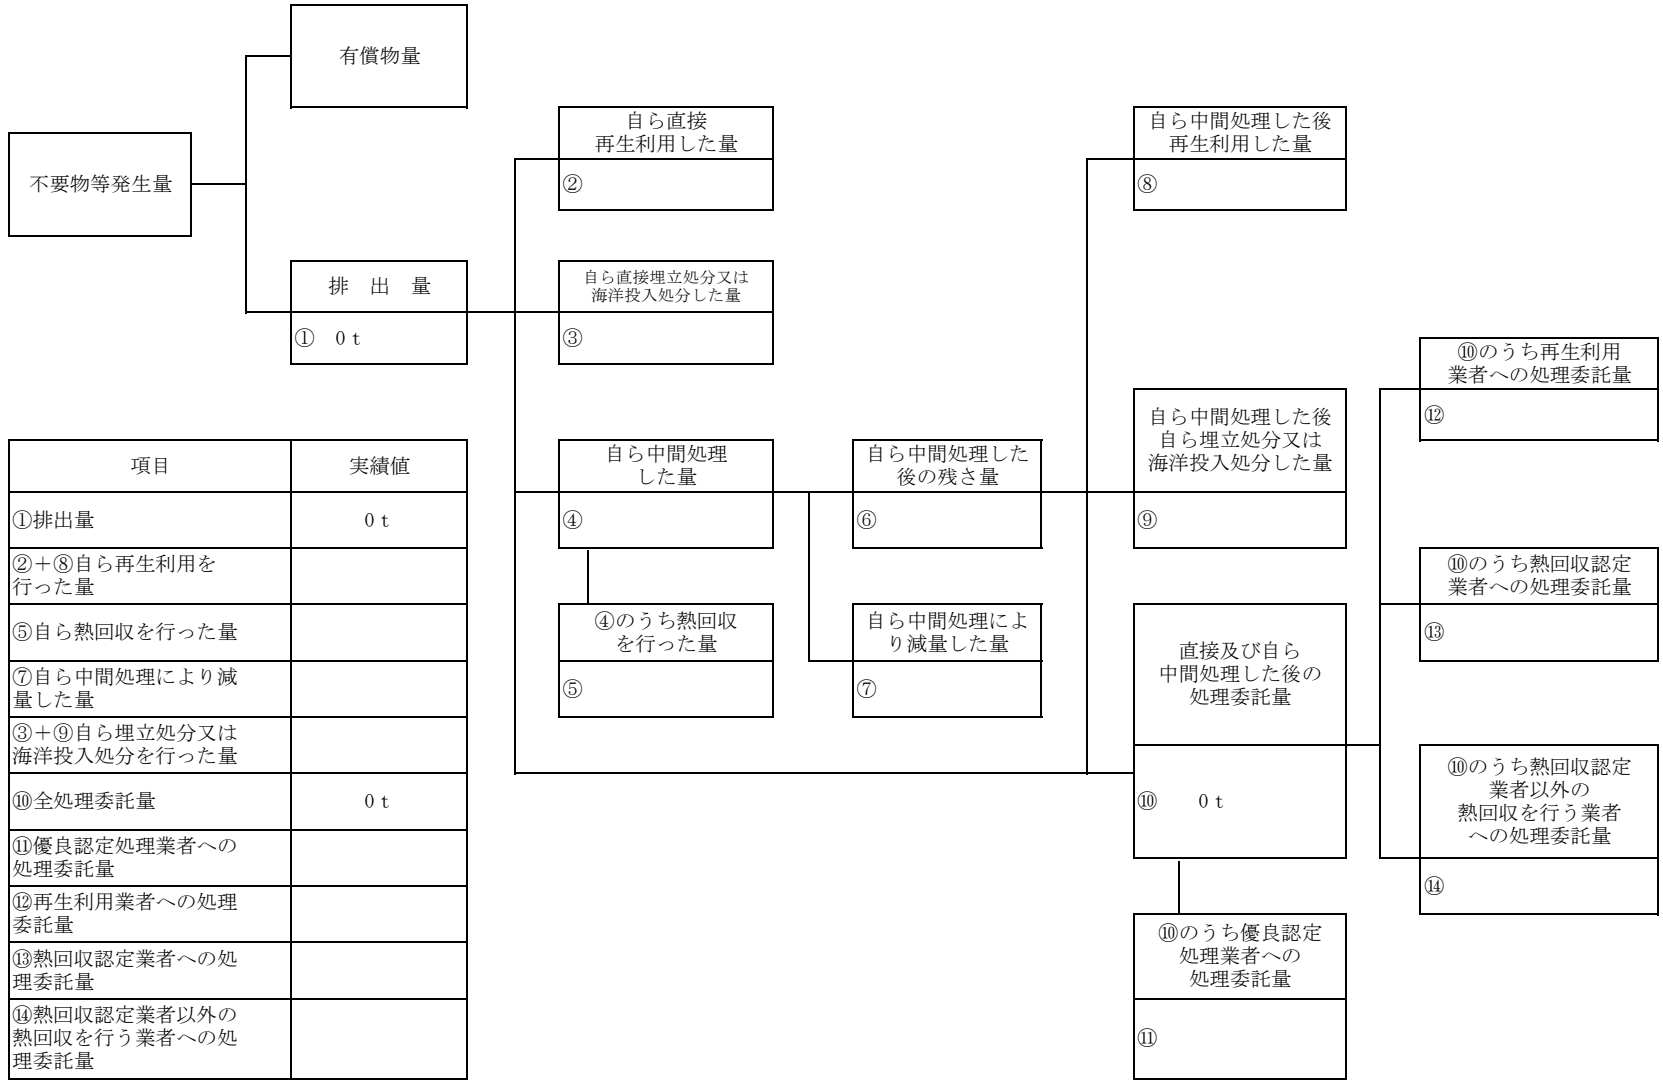 有償物量
不要物等発生量
排　出　量
①　0ｔ
自ら直接
再生利用した量
②
自ら直接埋立処分又は
海洋投入処分した量
③
自ら中間処理
した量
④
④のうち熱回収
を行った量
⑤
自ら中間処理した
後の残さ量
⑥
自ら中間処理によ
り減量した量
⑦
自ら中間処理した後
再生利用した量
⑧
自ら中間処理した後
自ら埋立処分又は
海洋投入処分した量
⑨
直接及び自ら
中間処理した後の
処理委託量
⑩　　0ｔ
⑩のうち優良認定
処理業者への
処理委託量
⑪
⑩のうち再生利用
業者への処理委託量
⑫
⑩のうち熱回収認定
業者への処理委託量
⑬
⑩のうち熱回収認定
業者以外の
熱回収を行う業者
への処理委託量
⑭
項目　実績値
①排出量　0ｔ
②＋⑧自ら再生利用を
行った量
⑤自ら熱回収を行った量
⑦自ら中間処理により減
量した量
③＋⑨自ら埋立処分又は
海洋投入処分を行った量
⑩全処理委託量　0ｔ
⑪優良認定処理業者への
処理委託量
⑫再生利用業者への処理
委託量
⑬熱回収認定業者への処
理委託量
⑭熱回収認定業者以外の
熱回収を行う業者への処
理委託量